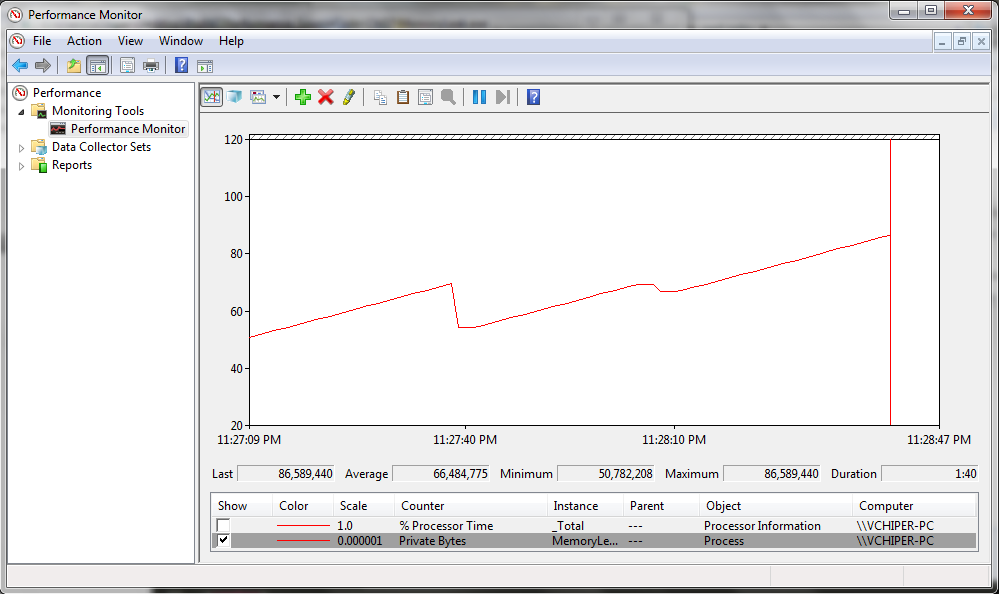 Performance Monitor
File Action View Window Help
Performance
Monitoring Tools
Performance Monitor
Data Collector Sets
Reports
120
100
80
60
40
20
11:27:09 PM 11:27:40 PM 11:28:10 PM 11:28:47 PM
Last 86,589,440 Average 66,484,775 Minimum 50,782,208 Maximum 86,589,440 Duration 1:40
Show Color Scale Counter Instance Parent Object Computer
1.0 % Processor Time _Total --- Processor Information \\VCHIPER-PC
0.000001 Private Bytes MemoryLe... --- Process \\VCHIPER-PC